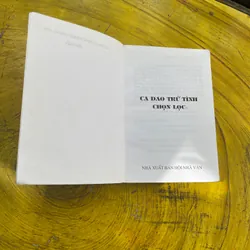 CA DAO TRỮ TÌNH
CHỌN LỌC
NHÀ XUẤT BẢN HỘI NHÀ VĂN